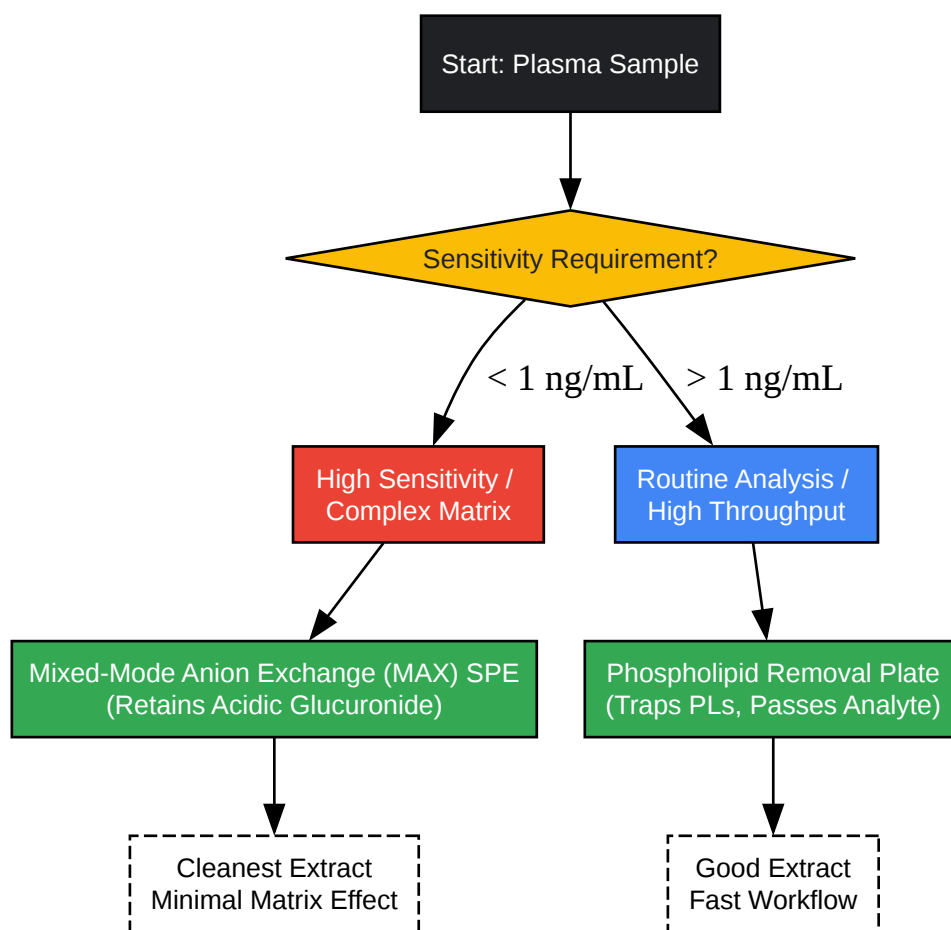 Start: Plasma Sample
Sensitivity Requirement?
< 1 ng/mL
> 1 ng/mL
High Sensitivity /
Complex Matrix
Routine Analysis /
High Throughput
Mixed-Mode Anion Exchange (MAX) SPE
(Retains Acidic Glucuronide)
Phospholipid Removal Plate
(Traps PLs, Passes Analyte)
Cleanest Extract
Minimal Matrix Effect
Good Extract
Fast Workflow